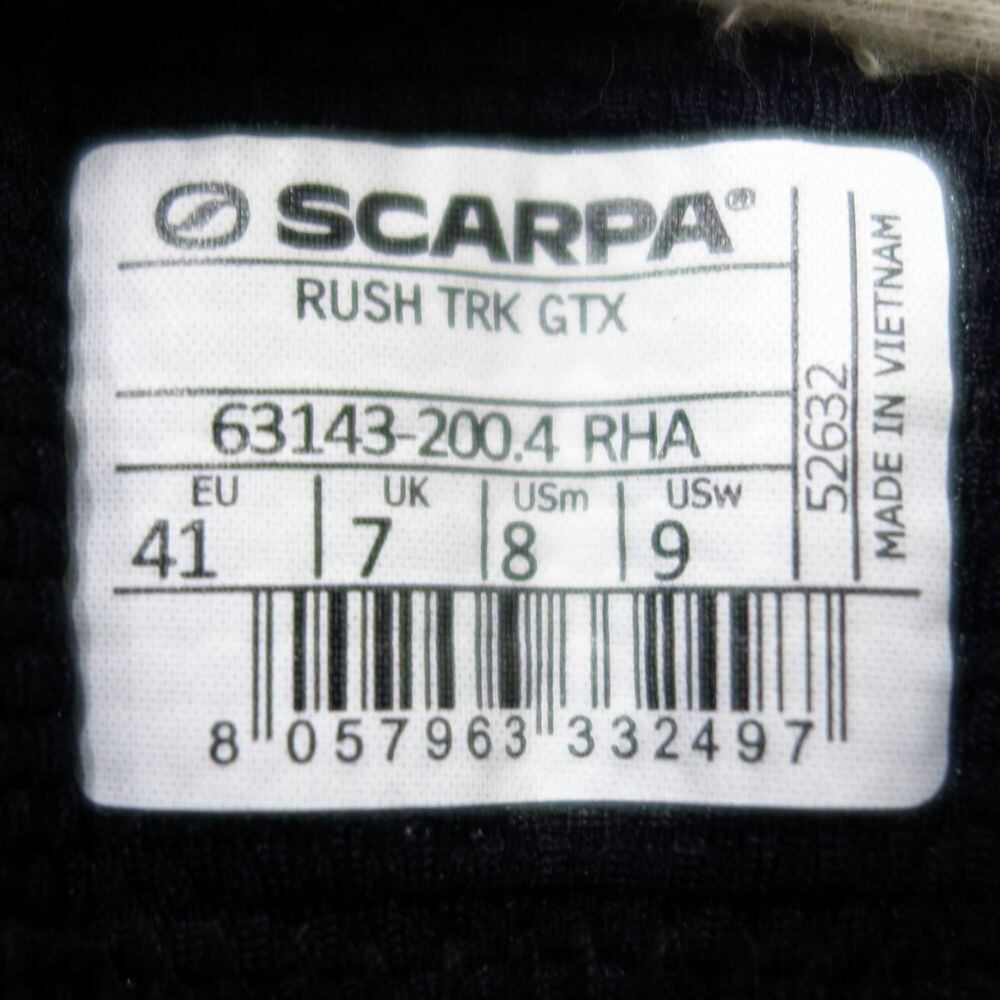 SCARPA®
RUSH TRK GTX
63143-200.4 RHA
EU UK USm USw
41 7 8 9
8 057963 332497
52632
MADE IN VIETNAM